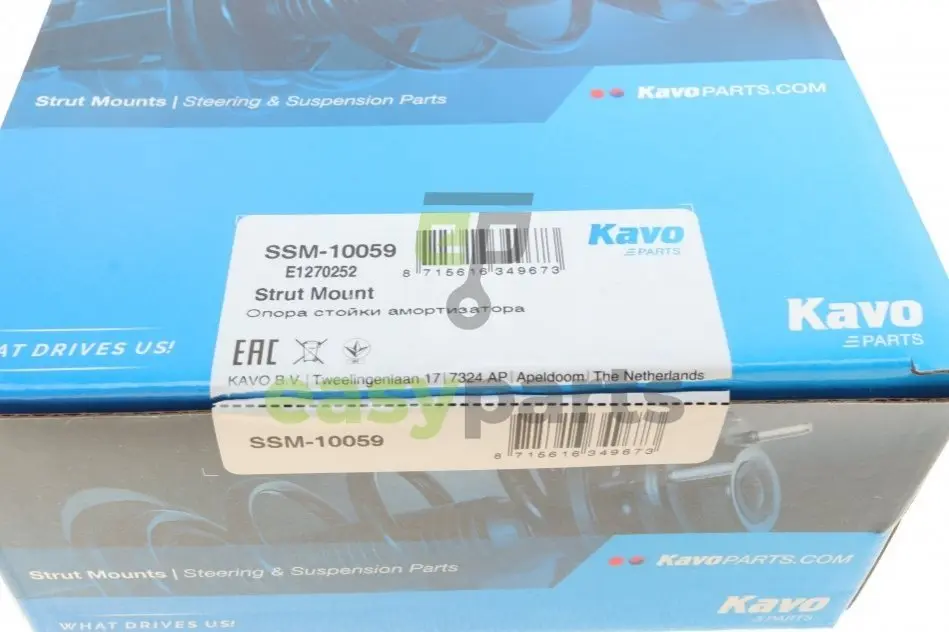 Strut Mounts | Steering & Suspension Parts
KavoPARTS.COM
SSM-10059
E1270252
8 715616 349673
Kavo
PARTS
Strut Mount
Опора стойки амортизатора
Kavo
PARTS
AT DRIVES US!
EAC
KAVO B.V. | Tweelingenlaan 17 | 7324 AP | Apeldoorn | The Netherlands
easyparts
SSM-10059
8 715616 349673
KavoPARTS.COM
Strut Mounts | Steering & Suspension Parts
Kavo
PARTS
WHAT DRIVES US!